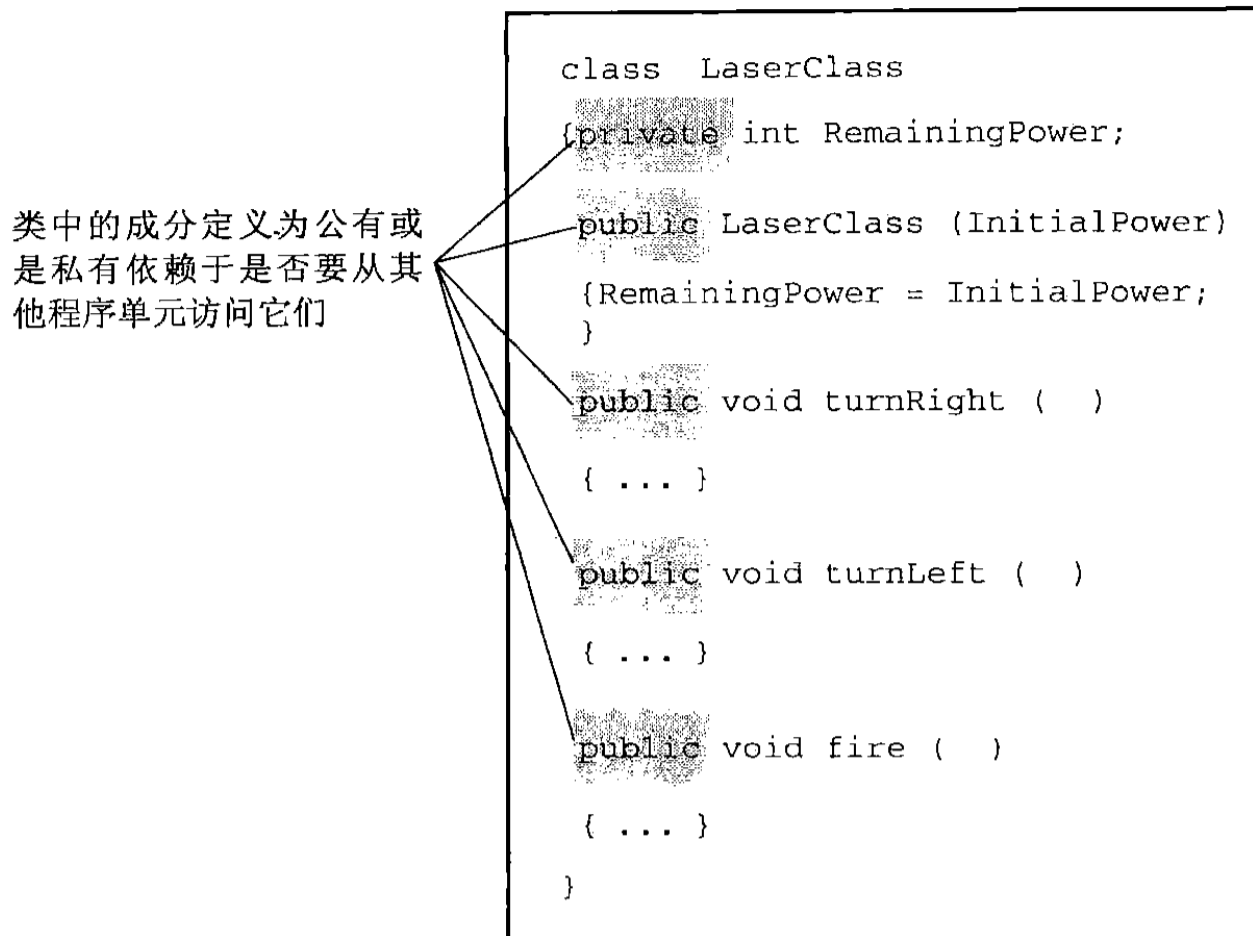 类中的成分定义为公有或
是私有依赖于是否要从其
他程序单元访问它们
class LaserClass
{private int RemainingPower;
public LaserClass (InitialPower)
{RemainingPower = InitialPower;
}
public void turnRight ( )
{ ... }
public void turnLeft ( )
{ ... }
public void fire ( )
{ ... }
}